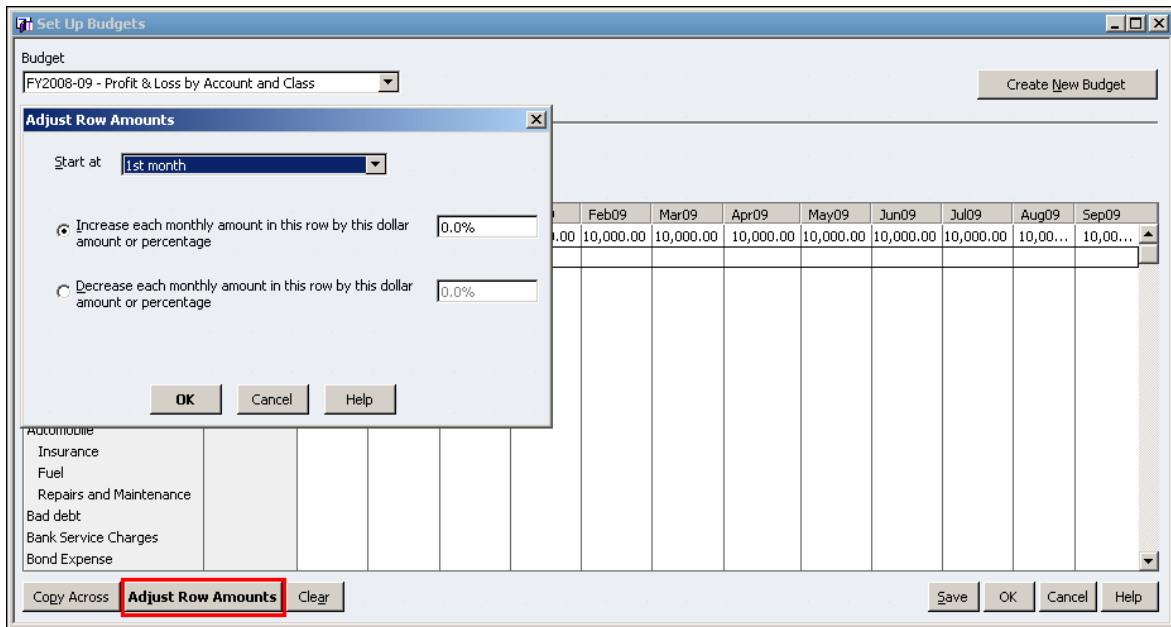 Set Up Budgets
Budget
FY2008-09 - Profit & Loss by Account and Class
Create New Budget
Adjust Row Amounts
Start at 1st month
Increase each monthly amount in this row by this dollar
amount or percentage
0.0%
Decrease each monthly amount in this row by this dollar
amount or percentage
0.0%
OK Cancel Help
Feb09 Mar09 Apr09 May09 Jun09 Jul09 Aug09 Sep09
.00 10,000.00 10,000.00 10,000.00 10,000.00 10,000.00 10,000.00 10,00... 10,00...
Automobile
Insurance
Fuel
Repairs and Maintenance
Bad debt
Bank Service Charges
Bond Expense
Copy Across Adjust Row Amounts Clear Save OK Cancel Help